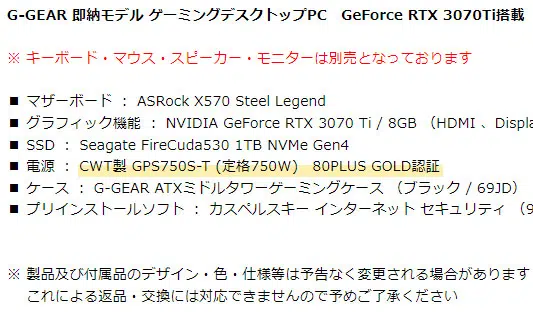 G-GEAR 即納モデル ゲーミングデスクトップPC　GeForce RTX 3070Ti搭載
※ キーボード・マウス・スピーカー・モニターは別売となっております
■ マザーボード ： ASRock X570 Steel Legend
■ グラフィック機能 ： NVIDIA GeForce RTX 3070 Ti / 8GB （HDMI 、Displa
■ SSD ： Seagate FireCuda530 1TB NVMe Gen4
■ 電源 ： CWT製 GPS750S-T (定格750W)　80PLUS GOLD認証
■ ケース ： G-GEAR ATXミドルタワーゲーミングケース （ブラック / 69JD）
■ プリインストールソフト ： カスペルスキー インターネット セキュリティ （9
※ 製品及び付属品のデザイン・色・仕様等は予告なく変更される場合があります
これによる返品・交換には対応できませんので予めご了承ください